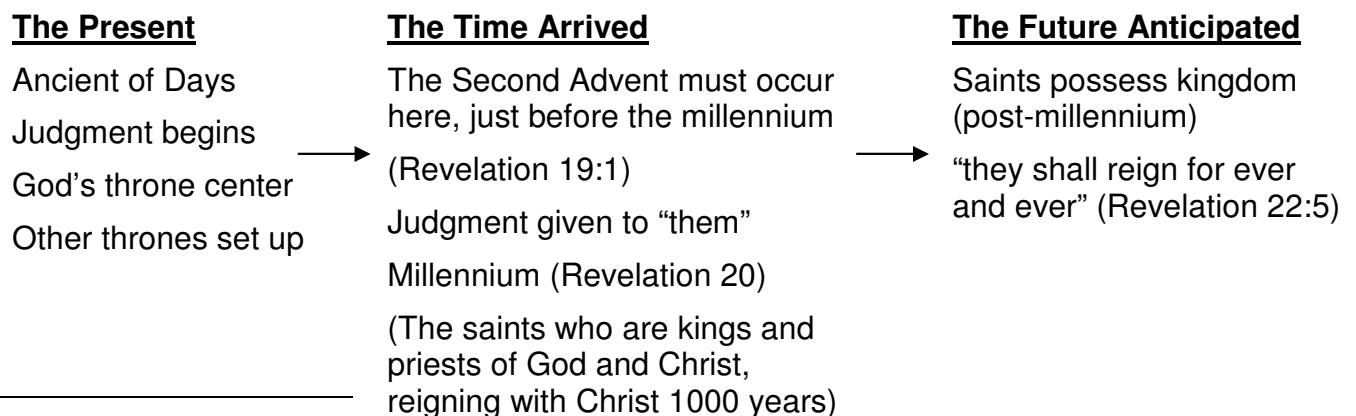 The Present
Ancient of Days
Judgment begins
God’s throne center
Other thrones set up
The Time Arrived
The Second Advent must occur
here, just before the millennium
(Revelation 19:1)
Judgment given to “them”
Millennium (Revelation 20)
(The saints who are kings and
priests of God and Christ,
reigning with Christ 1000 years)
The Future Anticipated
Saints possess kingdom
(post-millennium)
“they shall reign for ever
and ever” (Revelation 22:5)